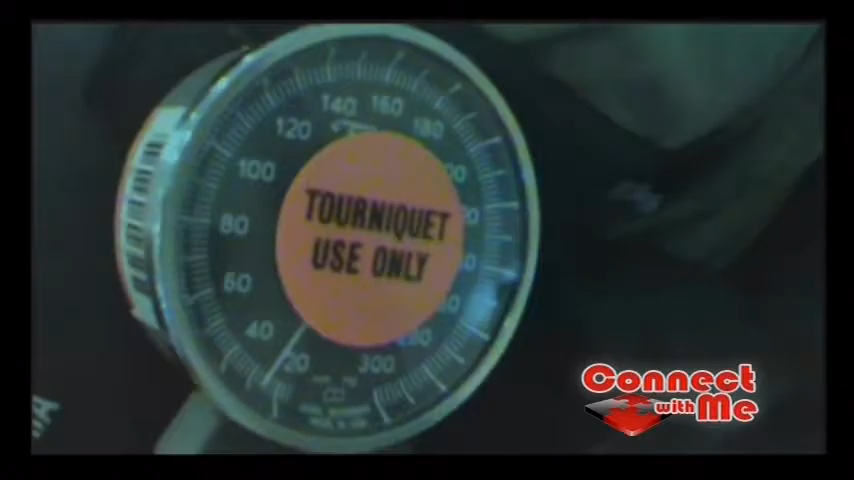 140 160
120 180
100
80
60
40
20 300
TOURNIQUET
USE ONLY
Connect
with Me